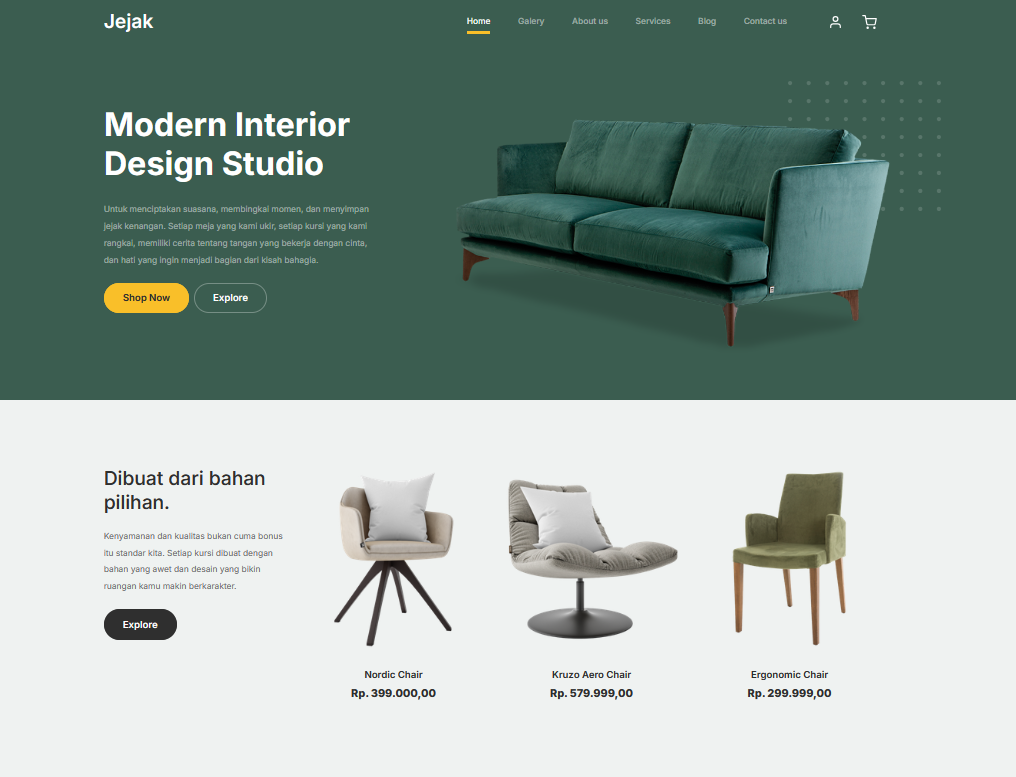 Jejak
Home Galery About us Services Blog Contact us
Modern Interior
Design Studio
Untuk menciptakan suasana, membingkai momen, dan menyimpan
jejak kenangan. Setiap meja yang kami ukir, setiap kursi yang kami
rangkai, memiliki cerita tentang tangan yang bekerja dengan cinta,
dan hati yang ingin menjadi bagian dari kisah bahagia.
Shop Now Explore
Dibuat dari bahan
pilihan.
Kenyamanan dan kualitas bukan cuma bonus
itu standar kita. Setiap kursi dibuat dengan
bahan yang awet dan desain yang bikin
ruangan kamu makin berkarakter.
Explore
Nordic Chair
Rp. 399.000,00
Kruzo Aero Chair
Rp. 579.999,00
Ergonomic Chair
Rp. 299.999,00